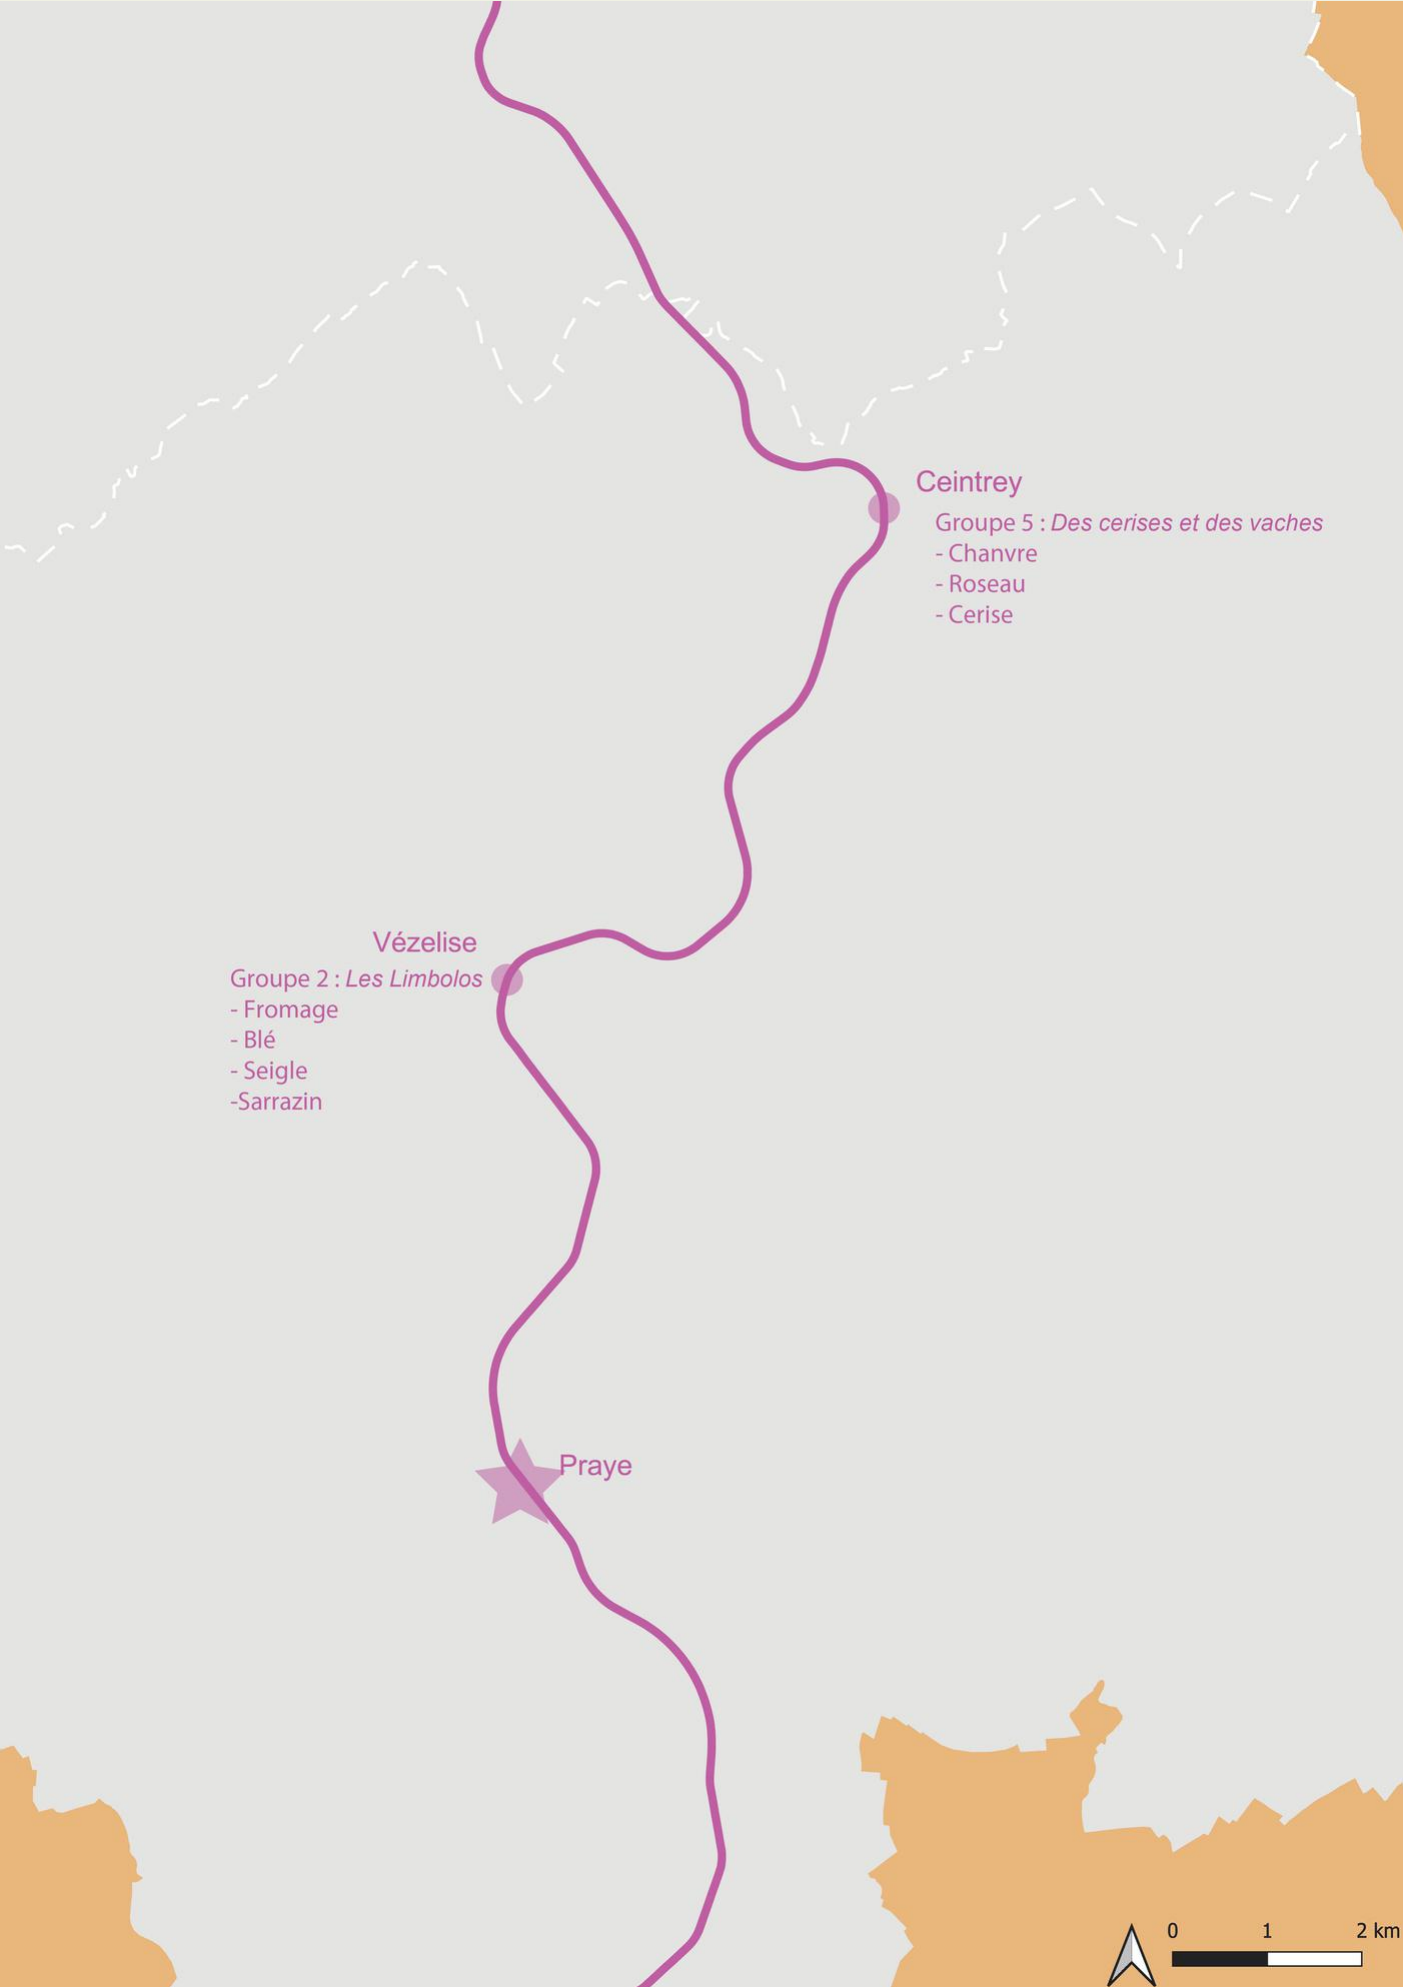 Ceintrey
Groupe 5 : Des cerises et des vaches
- Chanvre
- Roseau
- Cerise
Vézelise
Groupe 2 : Les Limbolos
- Fromage
- Blé
- Seigle
-Sarrazin
Praye
0 1 2 km